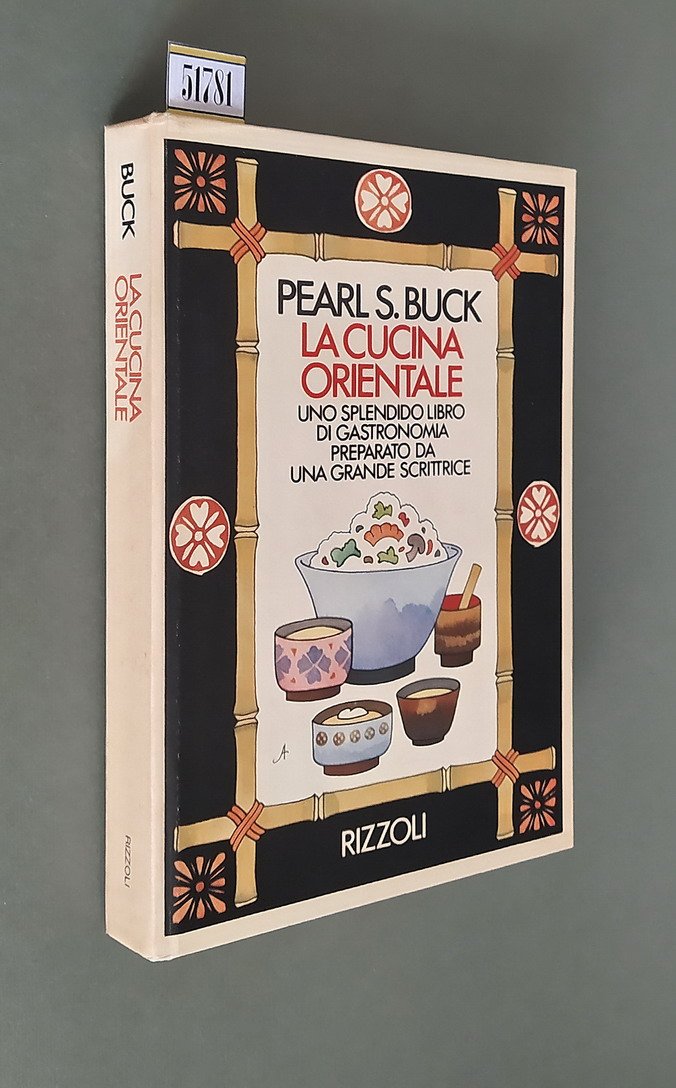 51781
BUCK
LA CUCINA
ORIENTALE
RIZZOLI
PEARL S. BUCK
LA CUCINA
ORIENTALE
UNO SPLENDIDO LIBRO
DI GASTRONOMIA
PREPARATO DA
UNA GRANDE SCRITTRICE
RIZZOLI